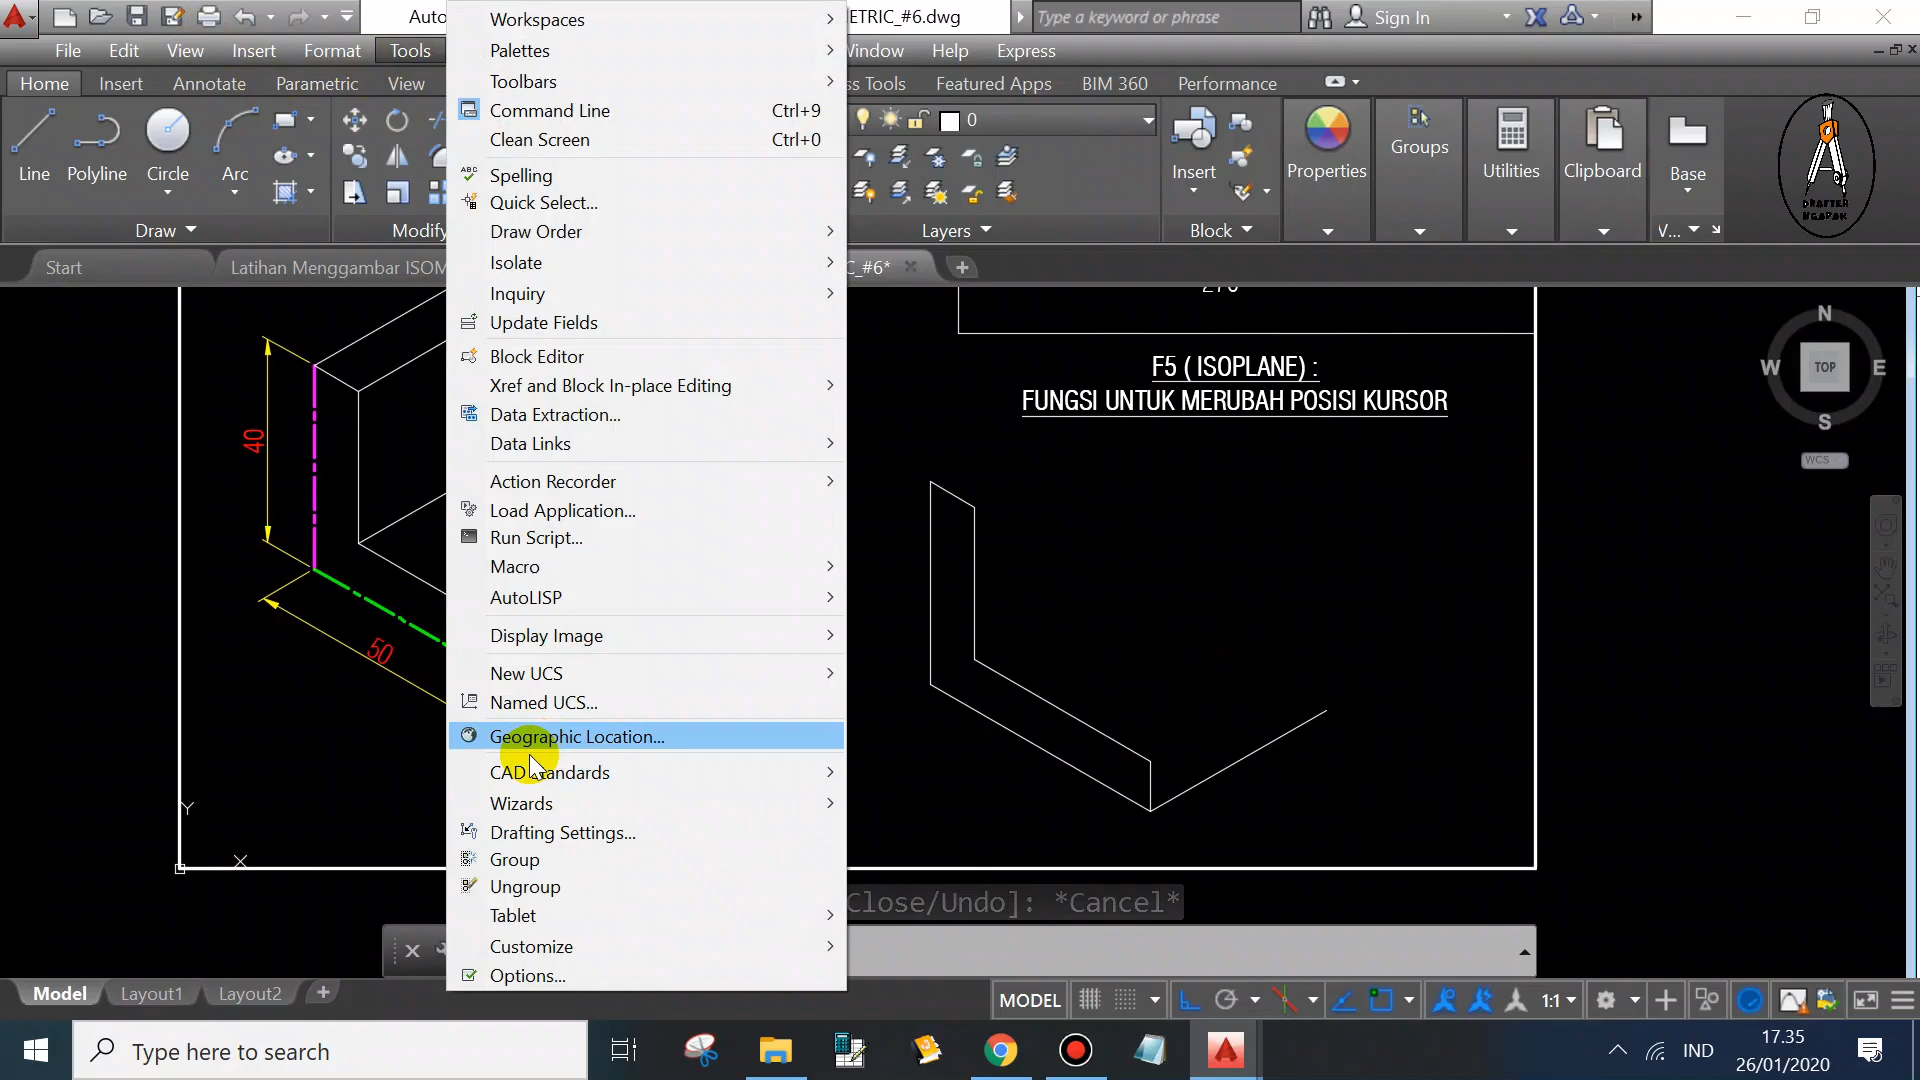 Auto
ETRIC_#6.dwg
Type a keyword or phrase
Sign In
File Edit View Insert Format Tools
Window Help Express
Home Insert Annotate Parametric View
ss Tools Featured Apps BIM 360 Performance
Line Polyline Circle Arc
Draw
Modify
0
Layers
Insert
Block
Properties
Groups
Utilities
Clipboard
Base
V...
DRAFTER
NGAPAK
Start
Latihan Menggambar ISOM
C_#6*
Workspaces
Palettes
Toolbars
Command Line Ctrl+9
Clean Screen Ctrl+0
ABC
Spelling
Quick Select...
Draw Order
Isolate
Inquiry
Update Fields
Block Editor
Xref and Block In-place Editing
Data Extraction...
Data Links
Action Recorder
Load Application...
Run Script...
Macro
AutoLISP
Display Image
New UCS
Named UCS...
Geographic Location...
CAD Standards
Wizards
Drafting Settings...
Group
Ungroup
Tablet
Customize
Options...
40
50
Y
X
F5 ( ISOPLANE) :
FUNGSI UNTUK MERUBAH POSISI KURSOR
N
W TOP E
S
WCS
Close/Undo]: *Cancel*
Model Layout1 Layout2
MODEL
1:1
Type here to search
IND
17.35
26/01/2020